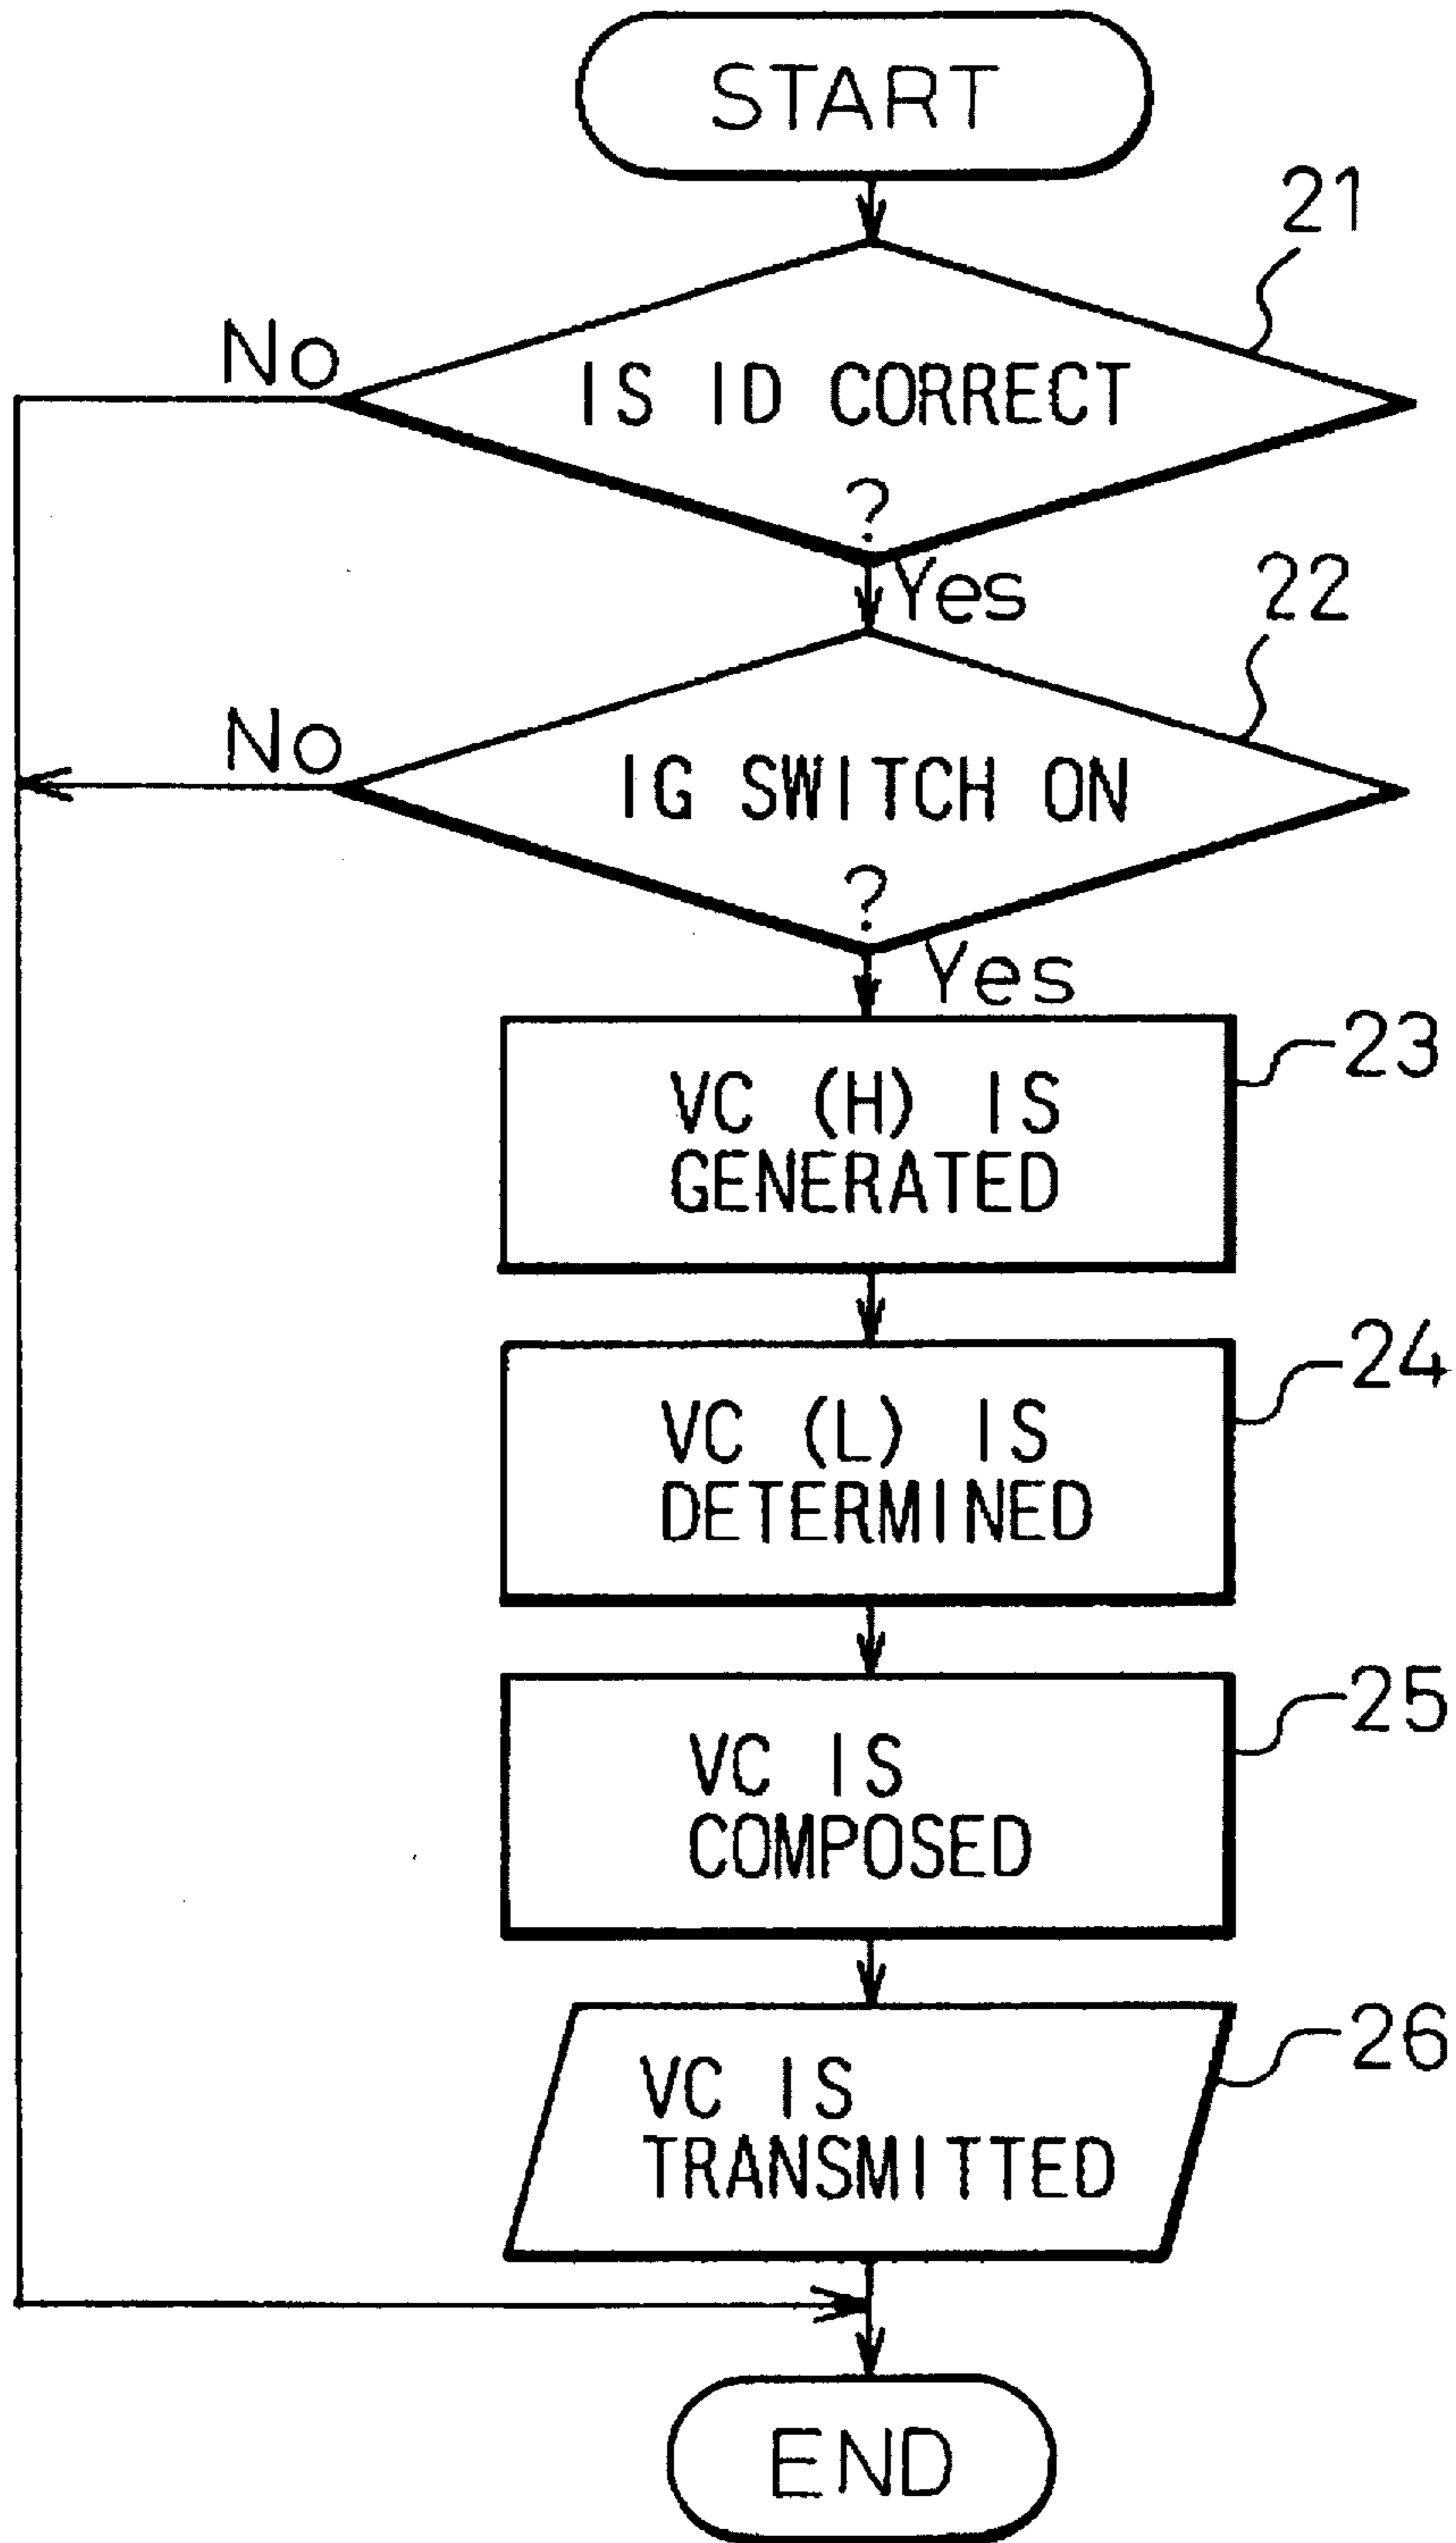 START
21
No
IS ID CORRECT
?
Yes
22
No
IG SWITCH ON
?
Yes
23
VC (H) IS
GENERATED
24
VC (L) IS
DETERMINED
25
VC IS
COMPOSED
26
VC IS
TRANSMITTED
END